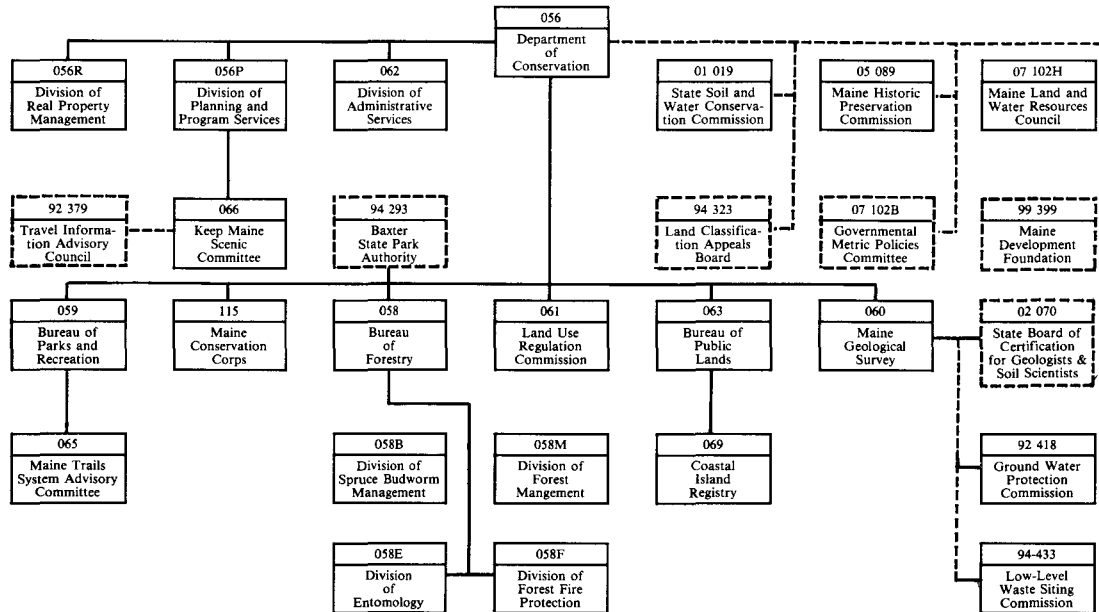 056
Department
of
Conservation
056R
Division of
Real Property
Management
056P
Division of
Planning and
Program Services
062
Division of
Administrative
Services
01 019
State Soil and
Water Conserva-
tion Commission
05 089
Maine Historic
Preservation
Commission
07 102H
Maine Land and
Water Resources
Council
92 379
Travel Informa-
tion Advisory
Council
066
Keep Maine
Scenic
Committee
94 293
Baxter
State Park
Authority
94 323
Land Classifica-
tion Appeals
Board
07 102B
Governmental
Metric Policies
Committee
99 399
Maine
Development
Foundation
059
Bureau of
Parks and
Recreation
115
Maine
Conservation
Corps
058
Bureau
of
Forestry
061
Land Use
Regulation
Commission
063
Bureau of
Public
Lands
060
Maine
Geological
Survey
02 070
State Board of
Certification
for Geologists &
Soil Scientists
065
Maine Trails
System Advisory
Committee
058B
Division of
Spruce Budworm
Management
058M
Division of
Forest
Mangement
069
Coastal
Island
Registry
92 418
Ground Water
Protection
Commission
058E
Division
of
Entomology
058F
Division of
Forest Fire
Protection
94-433
Low-Level
Waste Siting
Commission